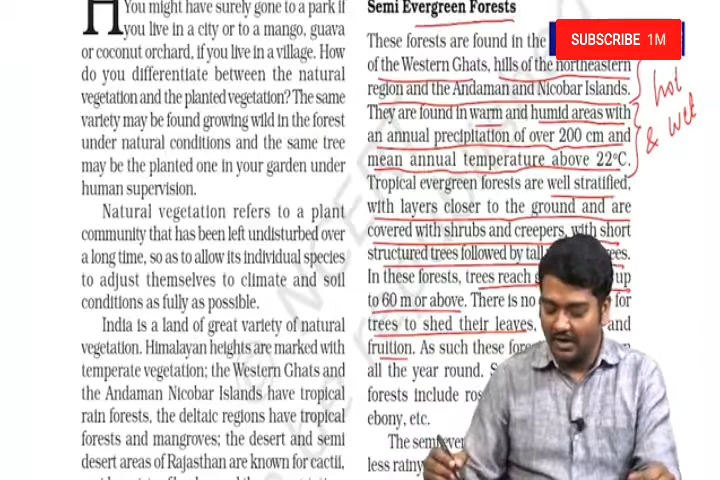 You might have surely gone to a park if
you live in a city or to a mango, guava
or coconut orchard, if you live in a village. How
do you differentiate between the natural
vegetation and the planted vegetation? The same
variety may be found growing wild in the forest
under natural conditions and the same tree
may be the planted one in your garden under
human supervision.
Natural vegetation refers to a plant
community that has been left undisturbed over
a long time, so as to allow its individual species
to adjust themselves to climate and soil
conditions as fully as possible.
India is a land of great variety of natural
vegetation. Himalayan heights are marked with
temperate vegetation; the Western Ghats and
the Andaman Nicobar Islands have tropical
rain forests, the deltaic regions have tropical
forests and mangroves; the desert and semi
desert areas of Rajasthan are known for cactii,
Semi Evergreen Forests
These forests are found in the
of the Western Ghats, hills of the northeastern
region and the Andaman and Nicobar Islands.
They are found in warm and humid areas with
an annual precipitation of over 200 cm and
mean annual temperature above 22°C.
Tropical evergreen forests are well stratified,
with layers closer to the ground and are
covered with shrubs and creepers, with short
structured trees followed by tall
In these forests, trees reach up
to 60 m or above. There is no for
trees to shed their leaves, and
fruition. As such these
all the year round.
forests include
ebony, etc.
The
less rainy
SUBSCRIBE 1M
hot
& wet